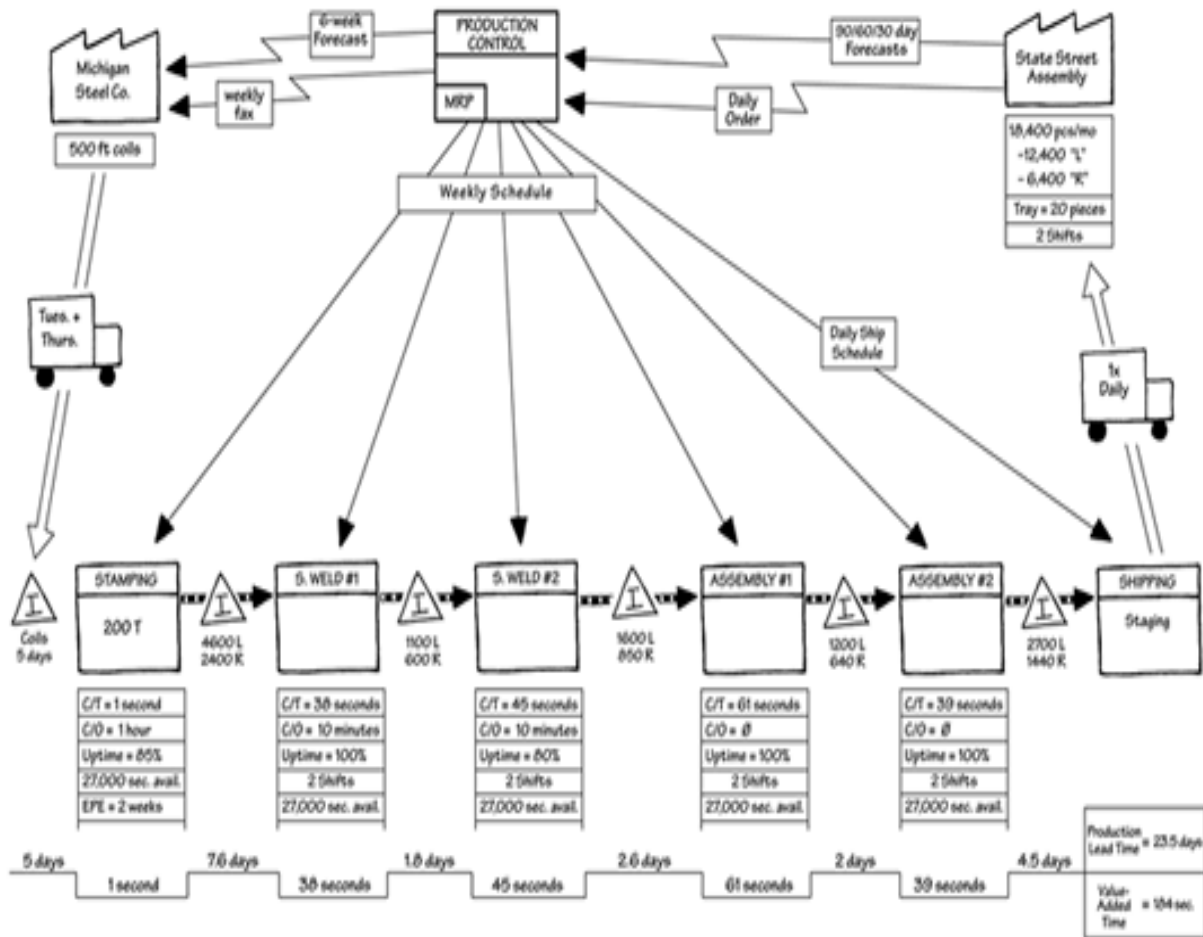 Michigan
Steel Co.
500 ft coils
6-week
Forecast
weekly
fax
PRODUCTION
CONTROL
MRP
90/60/30 day
Forecasts
Daily
Order
State Street
Assembly
18,400 pcs/mo
-12,400 "L"
- 6,400 "R"
Tray = 20 pieces
2 Shifts
Weekly Schedule
Tues. +
Thurs.
Daily Ship
Schedule
1x
Daily
I
Coils
5 days
STAMPING
200 T
I
4600 L
2400 R
S. WELD #1
I
1100 L
600 R
S. WELD #2
I
1600 L
850 R
ASSEMBLY #1
I
1200 L
640 R
ASSEMBLY #2
I
2700 L
1440 R
SHIPPING
Staging
C/T = 1 second
C/O = 1 hour
Uptime = 85%
27,000 sec. avail.
EPE = 2 weeks
C/T = 38 seconds
C/O = 10 minutes
Uptime = 100%
2 Shifts
27,000 sec. avail.
C/T = 45 seconds
C/O = 10 minutes
Uptime = 80%
2 Shifts
27,000 sec. avail.
C/T = 61 seconds
C/O = Ø
Uptime = 100%
2 Shifts
27,000 sec. avail.
C/T = 39 seconds
C/O = Ø
Uptime = 100%
2 Shifts
27,000 sec. avail.
5 days
1 second
7.6 days
38 seconds
1.8 days
45 seconds
2.6 days
61 seconds
2 days
39 seconds
4.5 days
Production
Lead Time = 23.5 days
Value-
Added = 184 sec.
Time